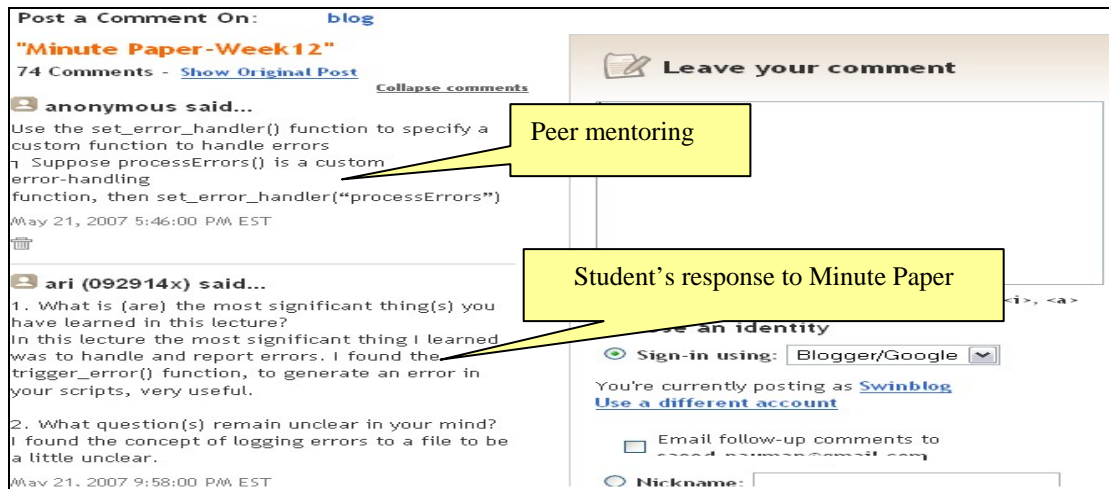 Post a Comment On: blog
"Minute Paper-Week12"
74 Comments - Show Original Post
Collapse comments
anonymous said...
Use the set_error_handler() function to specify a
custom function to handle errors
┐ Suppose processErrors() is a custom
error-handling
function, then set_error_handler(“processErrors”)
May 21, 2007 5:46:00 PM EST
ari (092914x) said...
1. What is (are) the most significant thing(s) you
have learned in this lecture?
In this lecture the most significant thing I learned
was to handle and report errors. I found the
trigger_error() function, to generate an error in
your scripts, very useful.
2. What question(s) remain unclear in your mind?
I found the concept of logging errors to a file to be
a little unclear.
May 21, 2007 9:58:00 PM EST
Peer mentoring
Student’s response to Minute Paper
Leave your comment
<i>, <a>
an identity
Sign-in using: Blogger/Google
You're currently posting as Swinblog
Use a different account
Email follow-up comments to
Nickname: